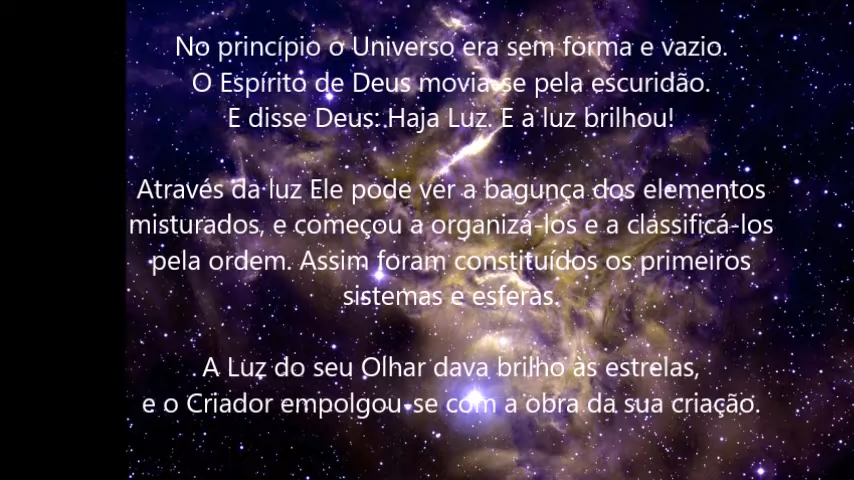 No princípio o Universo era sem forma e vazio.
O Espírito de Deus movia-se pela escuridão.
E disse Deus: Haja Luz. E a luz brilhou!
Através da luz Ele pode ver a bagunça dos elementos
misturados, e começou a organizá-los e a classificá-los
pela ordem. Assim foram constituídos os primeiros
sistemas e esferas.
A Luz do seu Olhar dava brilho às estrelas,
e o Criador empolgou-se com a obra da sua criação.